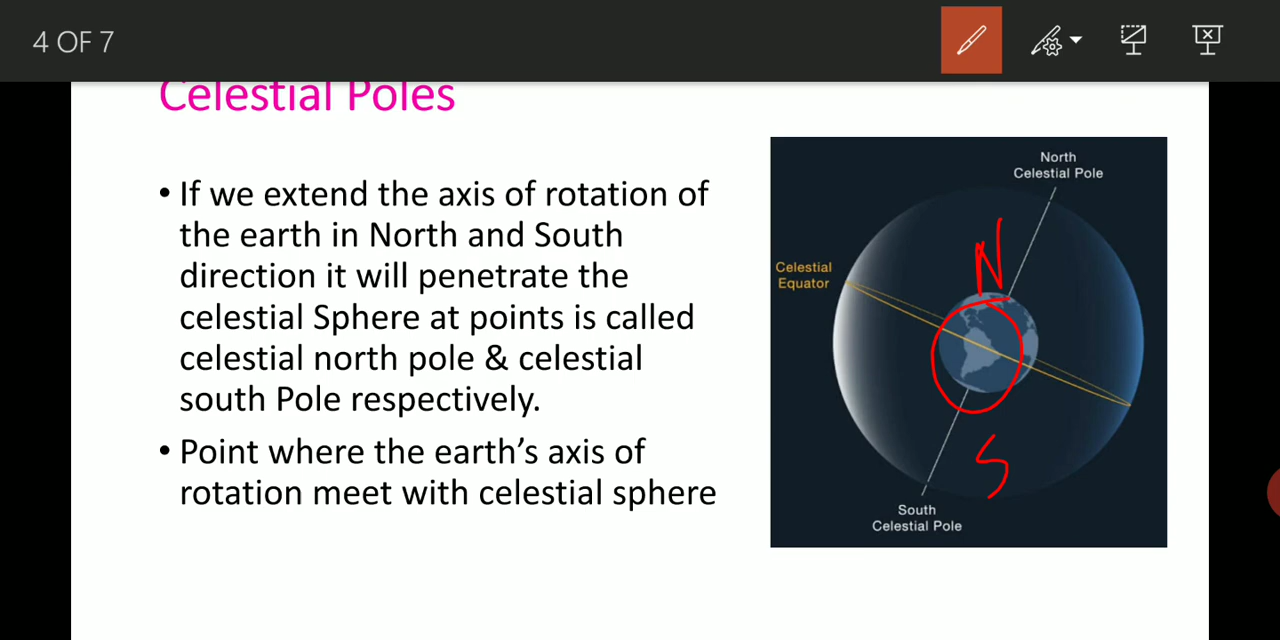 4 OF 7
Celestial Poles
• If we extend the axis of rotation of
the earth in North and South
direction it will penetrate the
celestial Sphere at points is called
celestial north pole & celestial
south Pole respectively.
• Point where the earth’s axis of
rotation meet with celestial sphere
North
Celestial Pole
N
Celestial
Equator
S
South
Celestial Pole